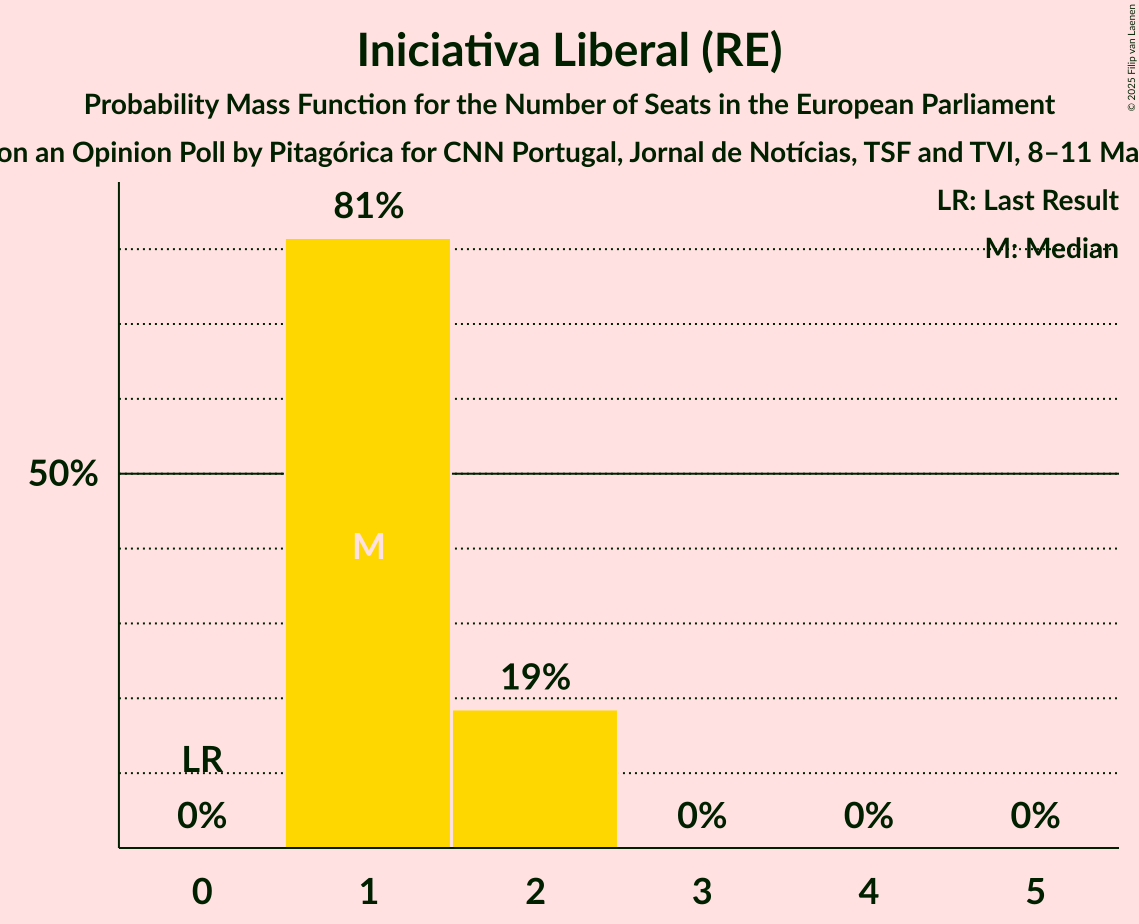 Iniciativa Liberal (RE)
Probability Mass Function for the Number of Seats in the European Parliament
on an Opinion Poll by Pitagórica for CNN Portugal, Jornal de Notícias, TSF and TVI, 8–11 Ma
© 2025 Filip van Laenen
LR: Last Result
M: Median
81%
50%
M
19%
LR
0%
0%
0%
0%
0
1
2
3
4
5